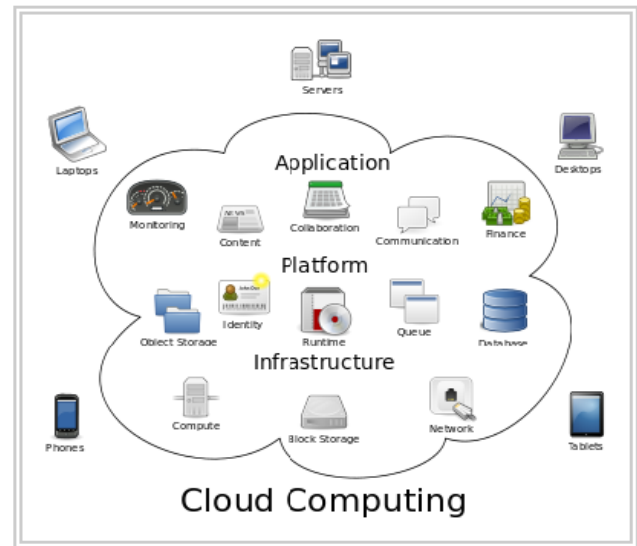 Servers
Laptops
Desktops
Application
Monitoring
Content
Collaboration
Communication
Finance
Platform
Object Storage
Identity
Runtime
Queue
Database
Infrastructure
Compute
Block Storage
Network
Phones
Tablets
Cloud Computing